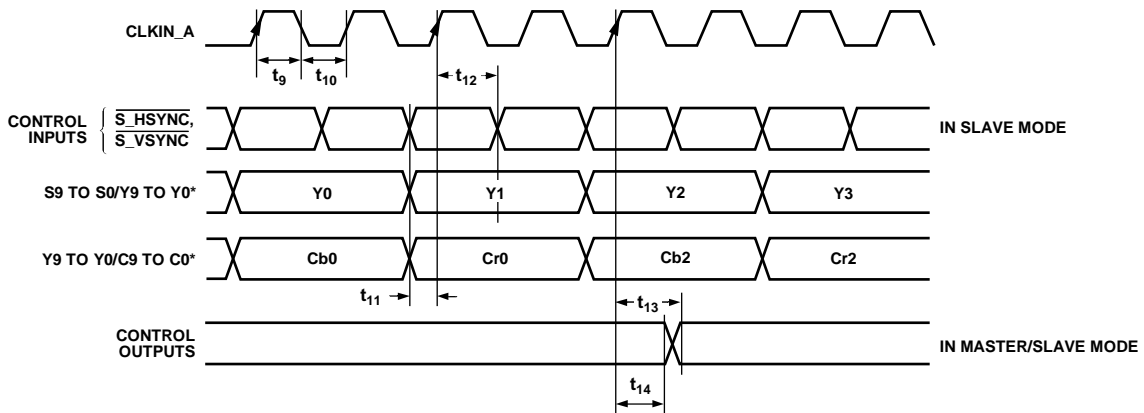 CLKIN_A
t9
t10
t12
CONTROL
INPUTS
S_HSYNC,
S_VSYNC
IN SLAVE MODE
S9 TO S0/Y9 TO Y0*
Y0
Y1
Y2
Y3
Y9 TO Y0/C9 TO C0*
Cb0
Cr0
Cb2
Cr2
t11
t13
CONTROL
OUTPUTS
IN MASTER/SLAVE MODE
t14